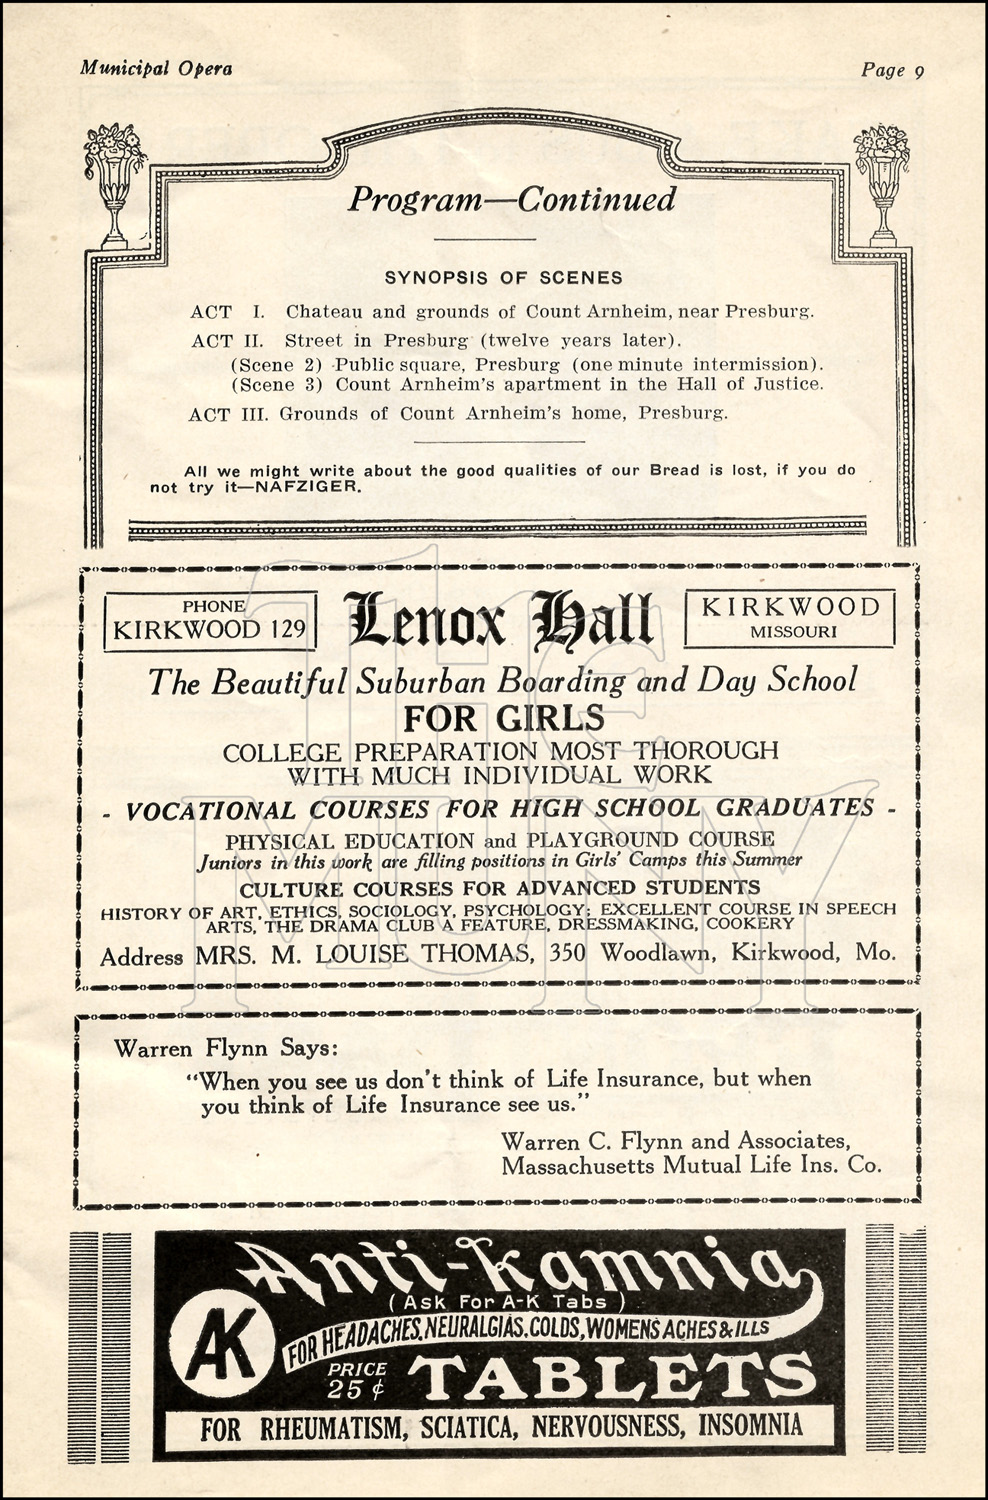 Municipal Opera
Page 9
Program—Continued
SYNOPSIS OF SCENES
ACT I. Chateau and grounds of Count Arnheim, near Presburg.
ACT II. Street in Presburg (twelve years later).
(Scene 2) Public square, Presburg (one minute intermission).
(Scene 3) Count Arnheim's apartment in the Hall of Justice.
ACT III. Grounds of Count Arnheim's home, Presburg.
All we might write about the good qualities of our Bread is lost, if you do
not try it—NAFZIGER.
PHONE
KIRKWOOD 129
Lenox Hall
KIRKWOOD
MISSOURI
The Beautiful Suburban Boarding and Day School
FOR GIRLS
COLLEGE PREPARATION MOST THOROUGH
WITH MUCH INDIVIDUAL WORK
- VOCATIONAL COURSES FOR HIGH SCHOOL GRADUATES -
PHYSICAL EDUCATION and PLAYGROUND COURSE
Juniors in this work are filling positions in Girls' Camps this Summer
CULTURE COURSES FOR ADVANCED STUDENTS
HISTORY OF ART, ETHICS, SOCIOLOGY, PSYCHOLOGY; EXCELLENT COURSE IN SPEECH
ARTS, THE DRAMA CLUB A FEATURE, DRESSMAKING, COOKERY
Address MRS. M. LOUISE THOMAS, 350 Woodlawn, Kirkwood, Mo.
The
MUNY
Warren Flynn Says:
"When you see us don't think of Life Insurance, but when
you think of Life Insurance see us."
Warren C. Flynn and Associates,
Massachusetts Mutual Life Ins. Co.
Anti-Kamnia
(Ask For A-K Tabs)
AK
FOR HEADACHES, NEURALGIAS, COLDS, WOMENS ACHES & ILLS
PRICE
25¢
TABLETS
FOR RHEUMATISM, SCIATICA, NERVOUSNESS, INSOMNIA